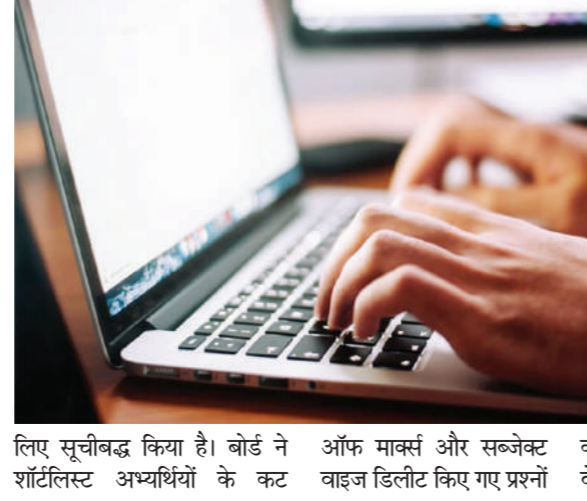 लिए सूचीबद्ध किया है। बोर्ड ने
शॉर्टलिस्ट अभ्यर्थियों के कट
ऑफ मार्क्स और सब्जेक्ट
वाइज डिलीट किए गए प्रश्नों